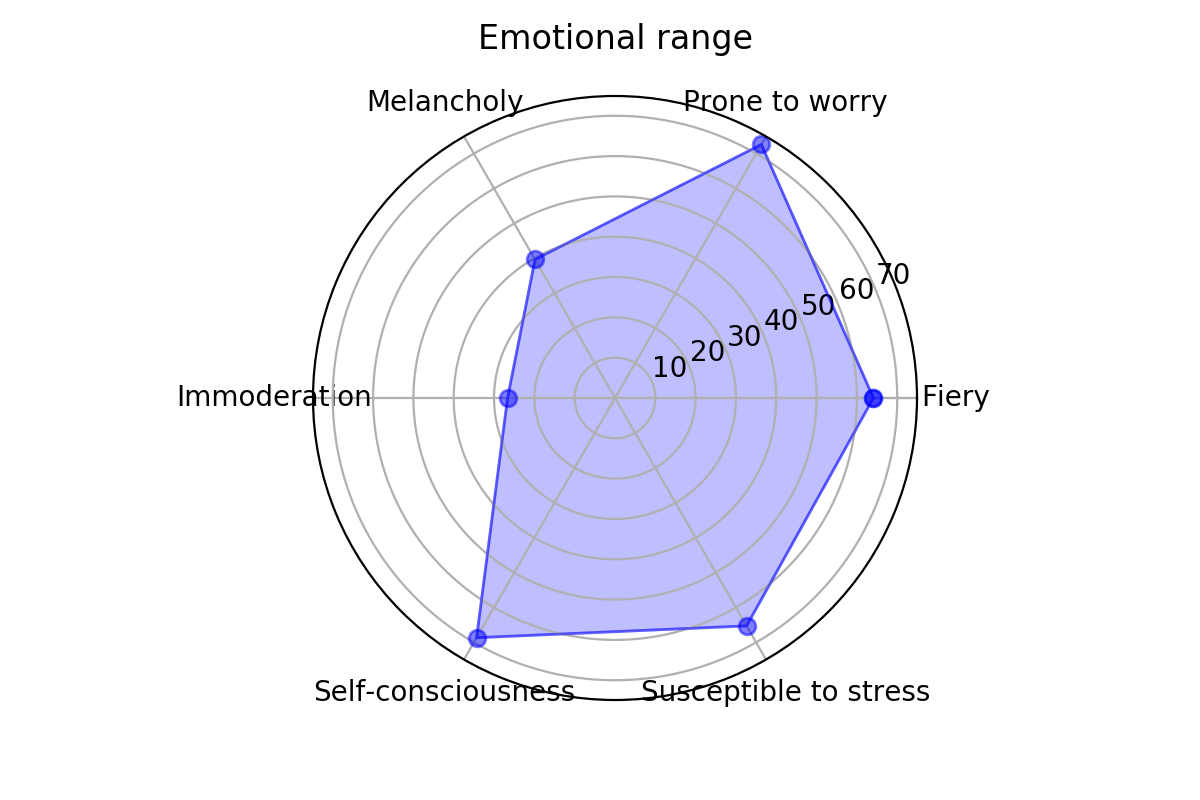 Emotional range
Melancholy
Prone to worry
70
60
50
40
30
20
10
Immoderation
Fiery
Self-consciousness
Susceptible to stress